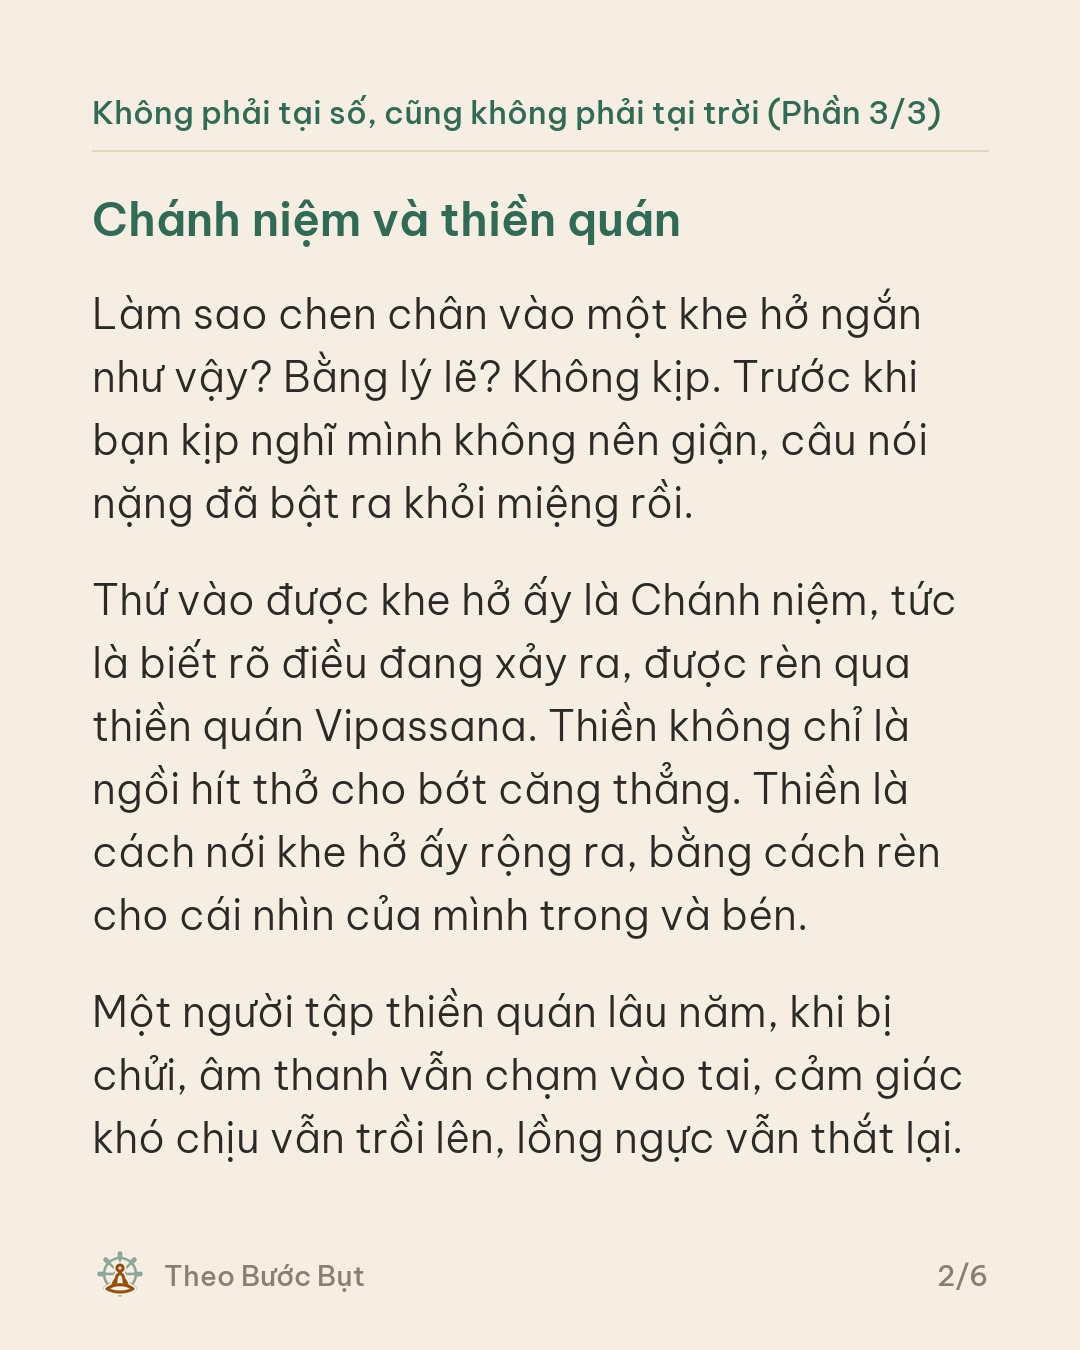 Không phải tại số, cũng không phải tại trời (Phần 3/3)
Chánh niệm và thiền quán
Làm sao chen chân vào một khe hở ngắn
như vậy? Bằng lý lẽ? Không kịp. Trước khi
bạn kịp nghĩ mình không nên giận, câu nói
nặng đã bật ra khỏi miệng rồi.
Thứ vào được khe hở ấy là Chánh niệm, tức
là biết rõ điều đang xảy ra, được rèn qua
thiền quán Vipassana. Thiền không chỉ là
ngồi hít thở cho bớt căng thẳng. Thiền là
cách nới khe hở ấy rộng ra, bằng cách rèn
cho cái nhìn của mình trong và bén.
Một người tập thiền quán lâu năm, khi bị
chửi, âm thanh vẫn chạm vào tai, cảm giác
khó chịu vẫn trồi lên, lồng ngực vẫn thắt lại.
Theo Bước Bụt
2/6